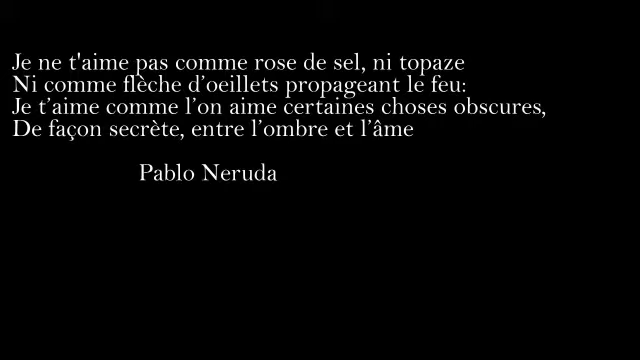 Je ne t'aime pas comme rose de sel, ni topaze
Ni comme flèche d’oeillets propageant le feu:
Je t’aime comme l’on aime certaines choses obscures,
De façon secrète, entre l’ombre et l’âme
Pablo Neruda